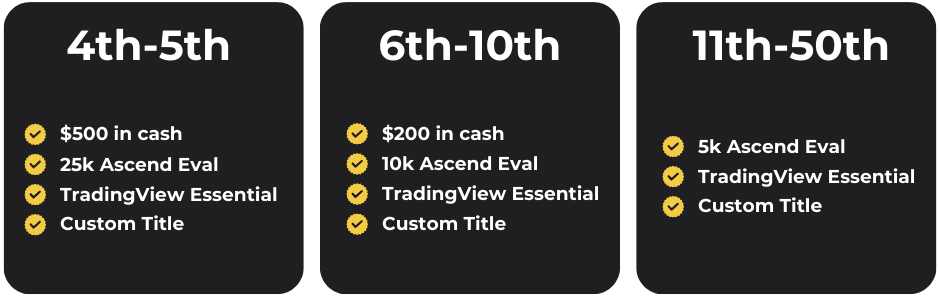 4th-5th
$500 in cash
25k Ascend Eval
TradingView Essential
Custom Title
6th-10th
$200 in cash
10k Ascend Eval
TradingView Essential
Custom Title
11th-50th
5k Ascend Eval
TradingView Essential
Custom Title